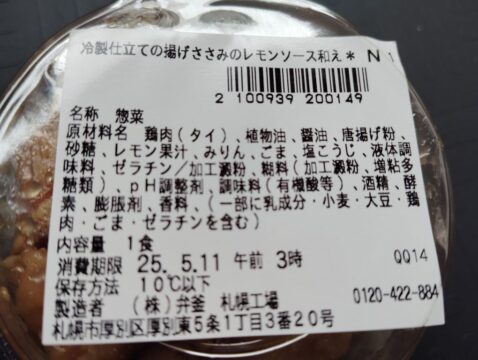 冷製仕立ての揚げささみのレモンソース和え* N 1
2 100939 200149
名称 惣菜
原材料名 鶏肉(タイ)、植物油、醤油、唐揚げ粉、
砂糖、レモン果汁、みりん、ごま、塩こうじ、液体調
味料、ゼラチン/加工澱粉、糊料(加工澱粉、増粘多
糖類)、pH調整剤、調味料(有機酸等)、酒精、酵
素、膨脹剤、香料、(一部に乳成分・小麦・大豆・鶏
肉・ごま・ゼラチンを含む)
内容量 1食
消費期限 25. 5.11 午前 3時 QQ14
保存方法 10℃以下
製造者 (株)弁釜 札幌工場 0120-422-884
札幌市厚別区厚別東5条1丁目3番20号